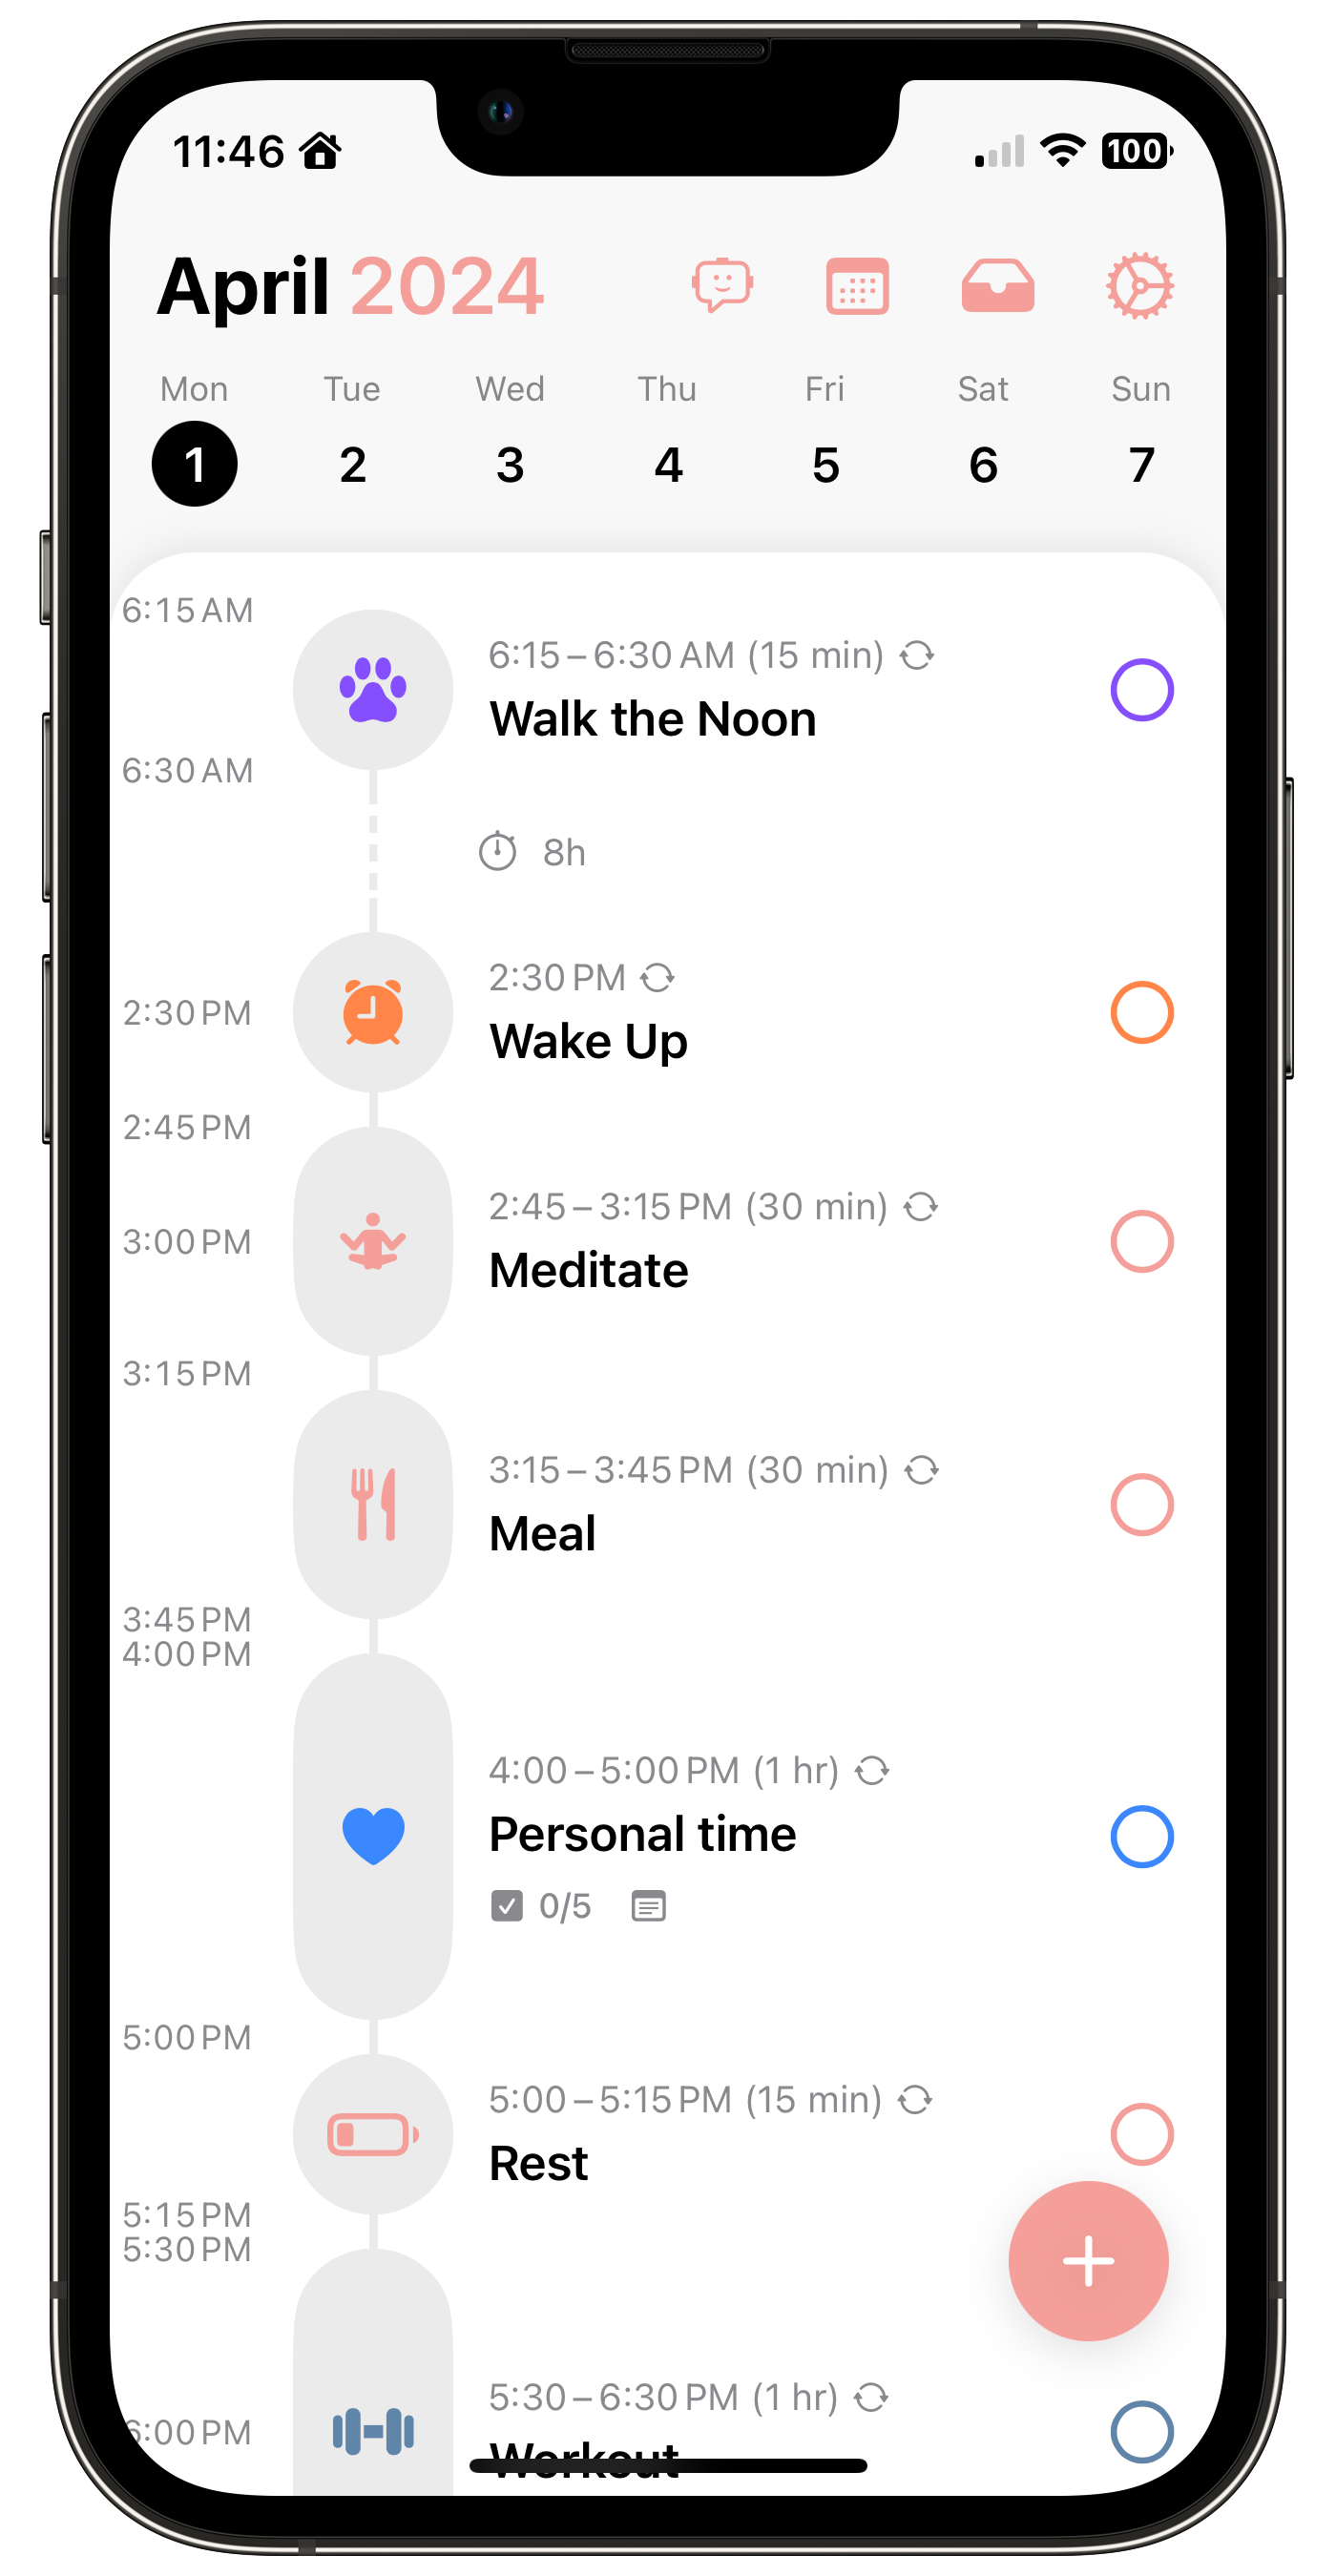 11:46
100
April 2024
Mon Tue Wed Thu Fri Sat Sun
1 2 3 4 5 6 7
6:15 AM
6:15 – 6:30 AM (15 min)
Walk the Noon
6:30 AM
8h
2:30 PM
2:30 PM
Wake Up
2:45 PM
2:45 – 3:15 PM (30 min)
3:00 PM
Meditate
3:15 PM
3:15 – 3:45 PM (30 min)
Meal
3:45 PM
4:00 PM
4:00 – 5:00 PM (1 hr)
Personal time
0/5
5:00 PM
5:00 – 5:15 PM (15 min)
Rest
5:15 PM
5:30 PM
5:30 – 6:30 PM (1 hr)
6:00 PM
Workout